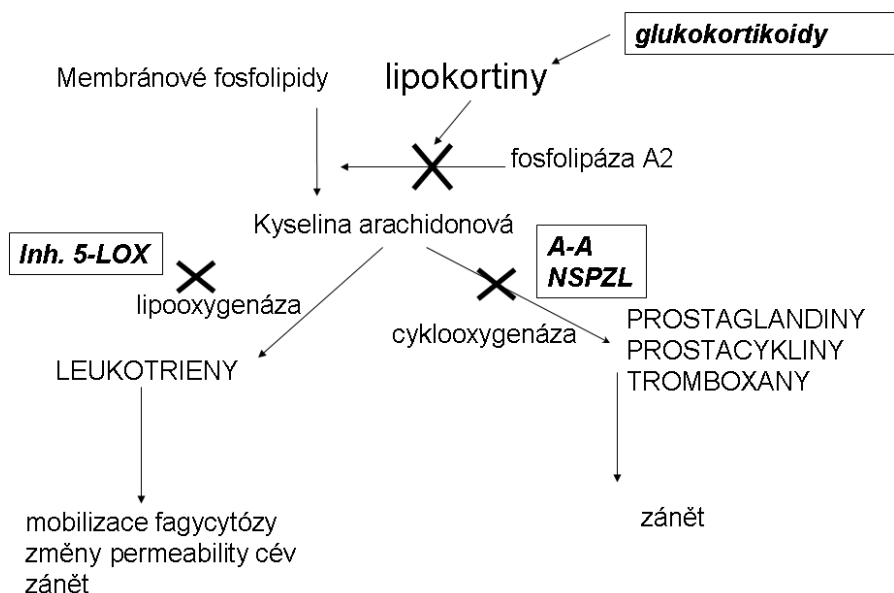 glukokortikoidy
Membránové fosfolipidy
lipokortiny
fosfolipáza A2
Kyselina arachidonová
Inh. 5-LOX
A-A
NSPZL
lipooxygenáza
cyklooxygenáza
PROSTAGLANDINY
PROSTACYKLINY
TROMBOXANY
LEUKOTRIENY
mobilizace fagycytózy
změny permeability cév
zánět
zánět